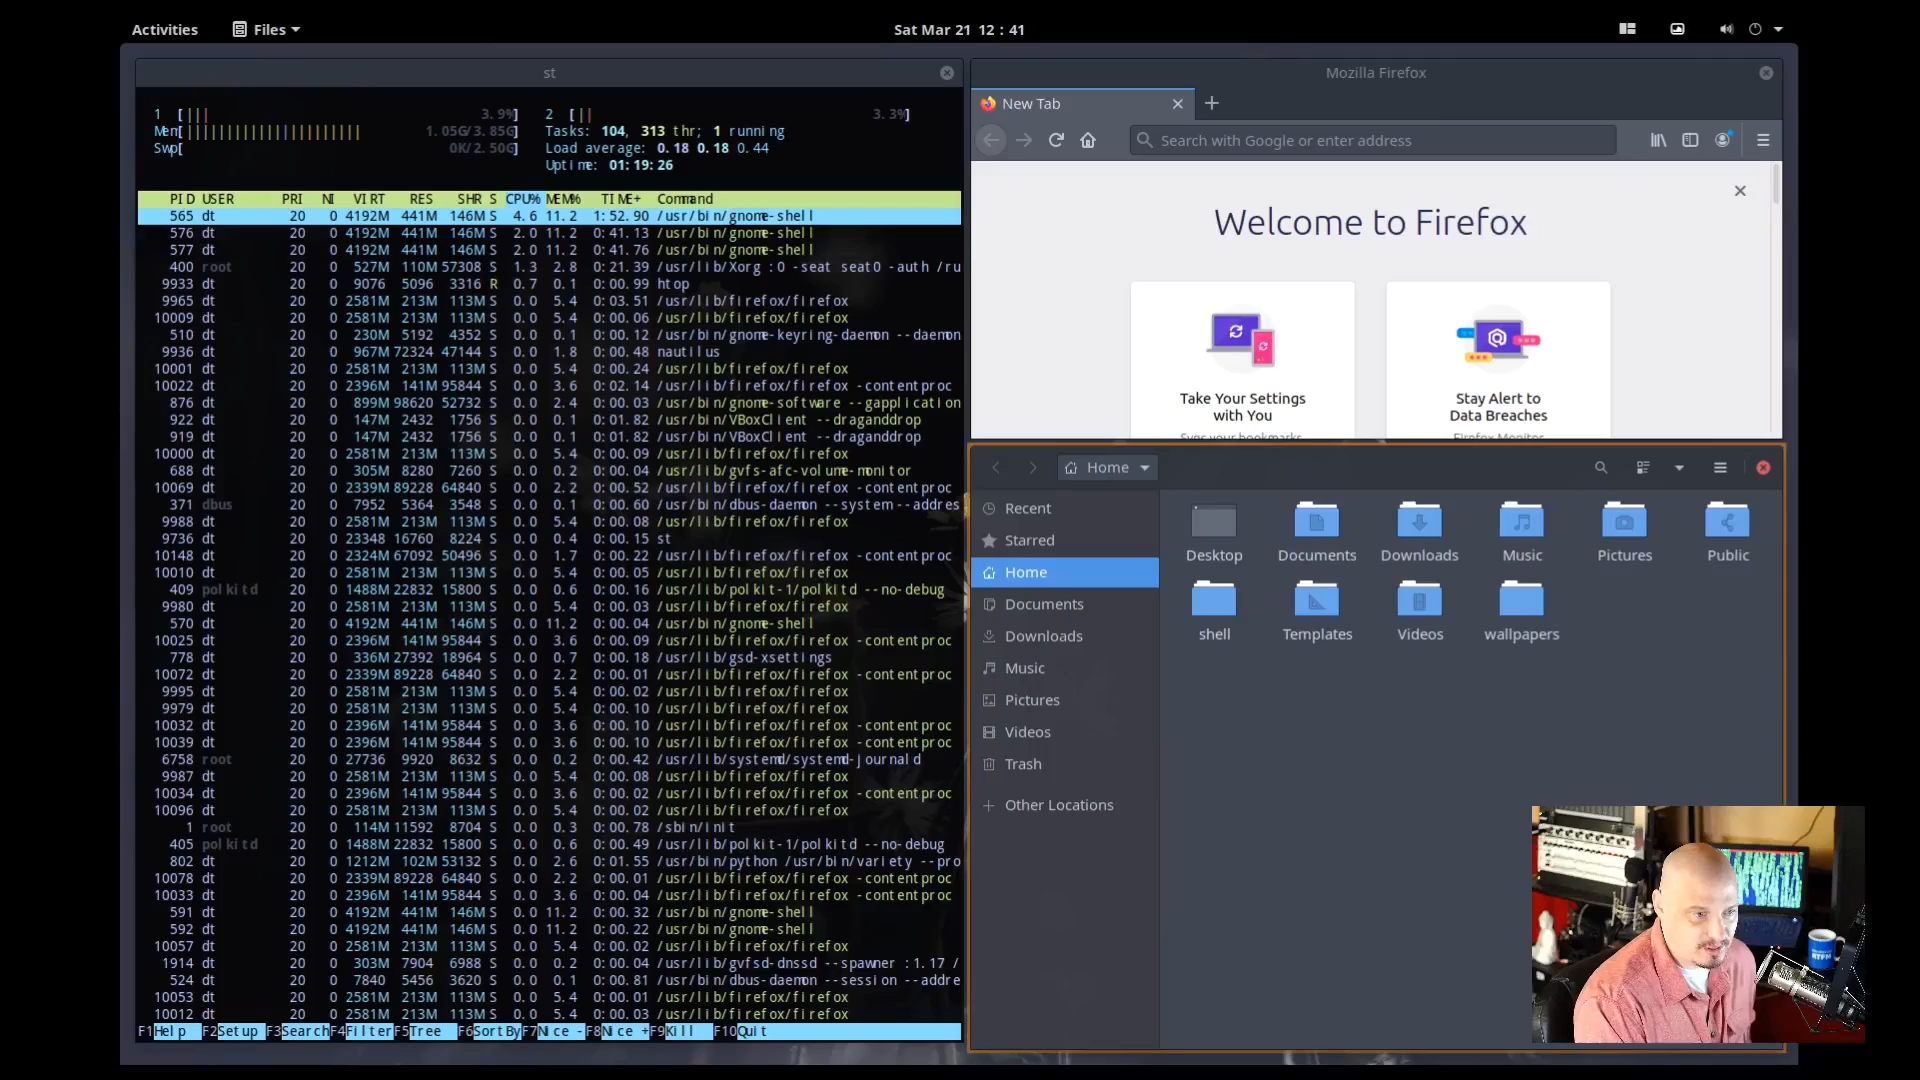 Activities
Files
Sat Mar 21 12:41
st
1 [||| 3.9%]
2 [|| 3.3%]
Mem[|||||||||||||||||||||| 1.05G/3.85G]
Tasks: 104, 313 thr; 1 running
Swp[ 0K/2.50G]
Load average: 0.18 0.18 0.44
Uptime: 01:19:26
PID USER PRI NI VIRT RES SHR S CPU% MEM% TIME+ Command
565 dt 20 0 4192M 441M 146M S 4.6 11.2 1:52.90 /usr/bin/gnome-shell
576 dt 20 0 4192M 441M 146M S 2.0 11.2 0:41.13 /usr/bin/gnome-shell
577 dt 20 0 4192M 441M 146M S 2.0 11.2 0:41.76 /usr/bin/gnome-shell
400 root 20 0 527M 110M 57308 S 1.3 2.8 0:21.39 /usr/lib/Xorg :0 -seat seat0 -auth /ru
9933 dt 20 0 9076 5096 3316 R 0.7 0.1 0:00.99 htop
9965 dt 20 0 2581M 213M 113M S 0.0 5.4 0:03.51 /usr/lib/firefox/firefox
10009 dt 20 0 2581M 213M 113M S 0.0 5.4 0:00.06 /usr/lib/firefox/firefox
510 dt 20 0 230M 5192 4352 S 0.0 0.1 0:00.12 /usr/bin/gnome-keyring-daemon --daemon
9936 dt 20 0 967M 72324 47144 S 0.0 1.8 0:00.48 nautilus
10001 dt 20 0 2581M 213M 113M S 0.0 5.4 0:00.24 /usr/lib/firefox/firefox
10022 dt 20 0 2396M 141M 95844 S 0.0 3.6 0:02.14 /usr/lib/firefox/firefox -contentproc
876 dt 20 0 899M 98620 52732 S 0.0 2.4 0:00.03 /usr/bin/gnome-software --gapplication
922 dt 20 0 147M 2432 1756 S 0.0 0.1 0:01.82 /usr/bin/VBoxClient --draganddrop
919 dt 20 0 147M 2432 1756 S 0.0 0.1 0:01.82 /usr/bin/VBoxClient --draganddrop
10000 dt 20 0 2581M 213M 113M S 0.0 5.4 0:00.09 /usr/lib/firefox/firefox
688 dt 20 0 305M 8280 7260 S 0.0 0.2 0:00.04 /usr/lib/gvfs-afc-volume-monitor
10069 dt 20 0 2339M 89228 64840 S 0.0 2.2 0:00.52 /usr/lib/firefox/firefox -contentproc
371 dbus 20 0 7952 5364 3548 S 0.0 0.1 0:00.60 /usr/bin/dbus-daemon --system --addres
9988 dt 20 0 2581M 213M 113M S 0.0 5.4 0:00.08 /usr/lib/firefox/firefox
9736 dt 20 0 23348 16760 8224 S 0.0 0.4 0:00.15 st
10148 dt 20 0 2324M 67092 50496 S 0.0 1.7 0:00.22 /usr/lib/firefox/firefox -contentproc
10010 dt 20 0 2581M 213M 113M S 0.0 5.4 0:00.05 /usr/lib/firefox/firefox
409 polkitd 20 0 1488M 22832 15800 S 0.0 0.6 0:00.16 /usr/lib/polkit-1/polkitd --no-debug
9980 dt 20 0 2581M 213M 113M S 0.0 5.4 0:00.03 /usr/lib/firefox/firefox
570 dt 20 0 4192M 441M 146M S 0.0 11.2 0:00.04 /usr/bin/gnome-shell
10025 dt 20 0 2396M 141M 95844 S 0.0 3.6 0:00.09 /usr/lib/firefox/firefox -contentproc
778 dt 20 0 336M 27392 18964 S 0.0 0.7 0:00.18 /usr/lib/gsd-xsettings
10072 dt 20 0 2339M 89228 64840 S 0.0 2.2 0:00.01 /usr/lib/firefox/firefox -contentproc
9995 dt 20 0 2581M 213M 113M S 0.0 5.4 0:00.02 /usr/lib/firefox/firefox
9979 dt 20 0 2581M 213M 113M S 0.0 5.4 0:00.10 /usr/lib/firefox/firefox
10032 dt 20 0 2396M 141M 95844 S 0.0 3.6 0:00.10 /usr/lib/firefox/firefox -contentproc
10039 dt 20 0 2396M 141M 95844 S 0.0 3.6 0:00.10 /usr/lib/firefox/firefox -contentproc
6758 root 20 0 27736 9920 8632 S 0.0 0.2 0:00.42 /usr/lib/systemd/systemd-journald
9987 dt 20 0 2581M 213M 113M S 0.0 5.4 0:00.08 /usr/lib/firefox/firefox
10034 dt 20 0 2396M 141M 95844 S 0.0 3.6 0:00.02 /usr/lib/firefox/firefox -contentproc
10096 dt 20 0 2581M 213M 113M S 0.0 5.4 0:00.02 /usr/lib/firefox/firefox
1 root 20 0 114M 11592 8704 S 0.0 0.3 0:00.78 /sbin/init
405 polkitd 20 0 1488M 22832 15800 S 0.0 0.6 0:00.49 /usr/lib/polkit-1/polkitd --no-debug
802 dt 20 0 1212M 102M 53132 S 0.0 2.6 0:01.55 /usr/bin/python /usr/bin/variety --pro
10078 dt 20 0 2339M 89228 64840 S 0.0 2.2 0:00.01 /usr/lib/firefox/firefox -contentproc
10033 dt 20 0 2396M 141M 95844 S 0.0 3.6 0:00.04 /usr/lib/firefox/firefox -contentproc
591 dt 20 0 4192M 441M 146M S 0.0 11.2 0:00.32 /usr/bin/gnome-shell
592 dt 20 0 4192M 441M 146M S 0.0 11.2 0:00.22 /usr/bin/gnome-shell
10057 dt 20 0 2581M 213M 113M S 0.0 5.4 0:00.02 /usr/lib/firefox/firefox
1914 dt 20 0 303M 7904 6988 S 0.0 0.2 0:00.04 /usr/lib/gvfsd-dnssd --spawner :1.17 /
524 dt 20 0 7840 5456 3620 S 0.0 0.1 0:00.81 /usr/bin/dbus-daemon --session --addre
10053 dt 20 0 2581M 213M 113M S 0.0 5.4 0:00.01 /usr/lib/firefox/firefox
10012 dt 20 0 2581M 213M 113M S 0.0 5.4 0:00.03 /usr/lib/firefox/firefox
F1Help F2Setup F3SearchF4FilterF5Tree F6SortByF7Nice -F8Nice +F9Kill F10Quit
Mozilla Firefox
New Tab
Search with Google or enter address
Welcome to Firefox
Take Your Settings
with You
Sync your bookmarks,
Stay Alert to
Data Breaches
Firefox Monitor
Home
Recent
Starred
Home
Documents
Downloads
Music
Pictures
Videos
Trash
Other Locations
Desktop
Documents
Downloads
Music
Pictures
Public
shell
Templates
Videos
wallpapers
RTFM